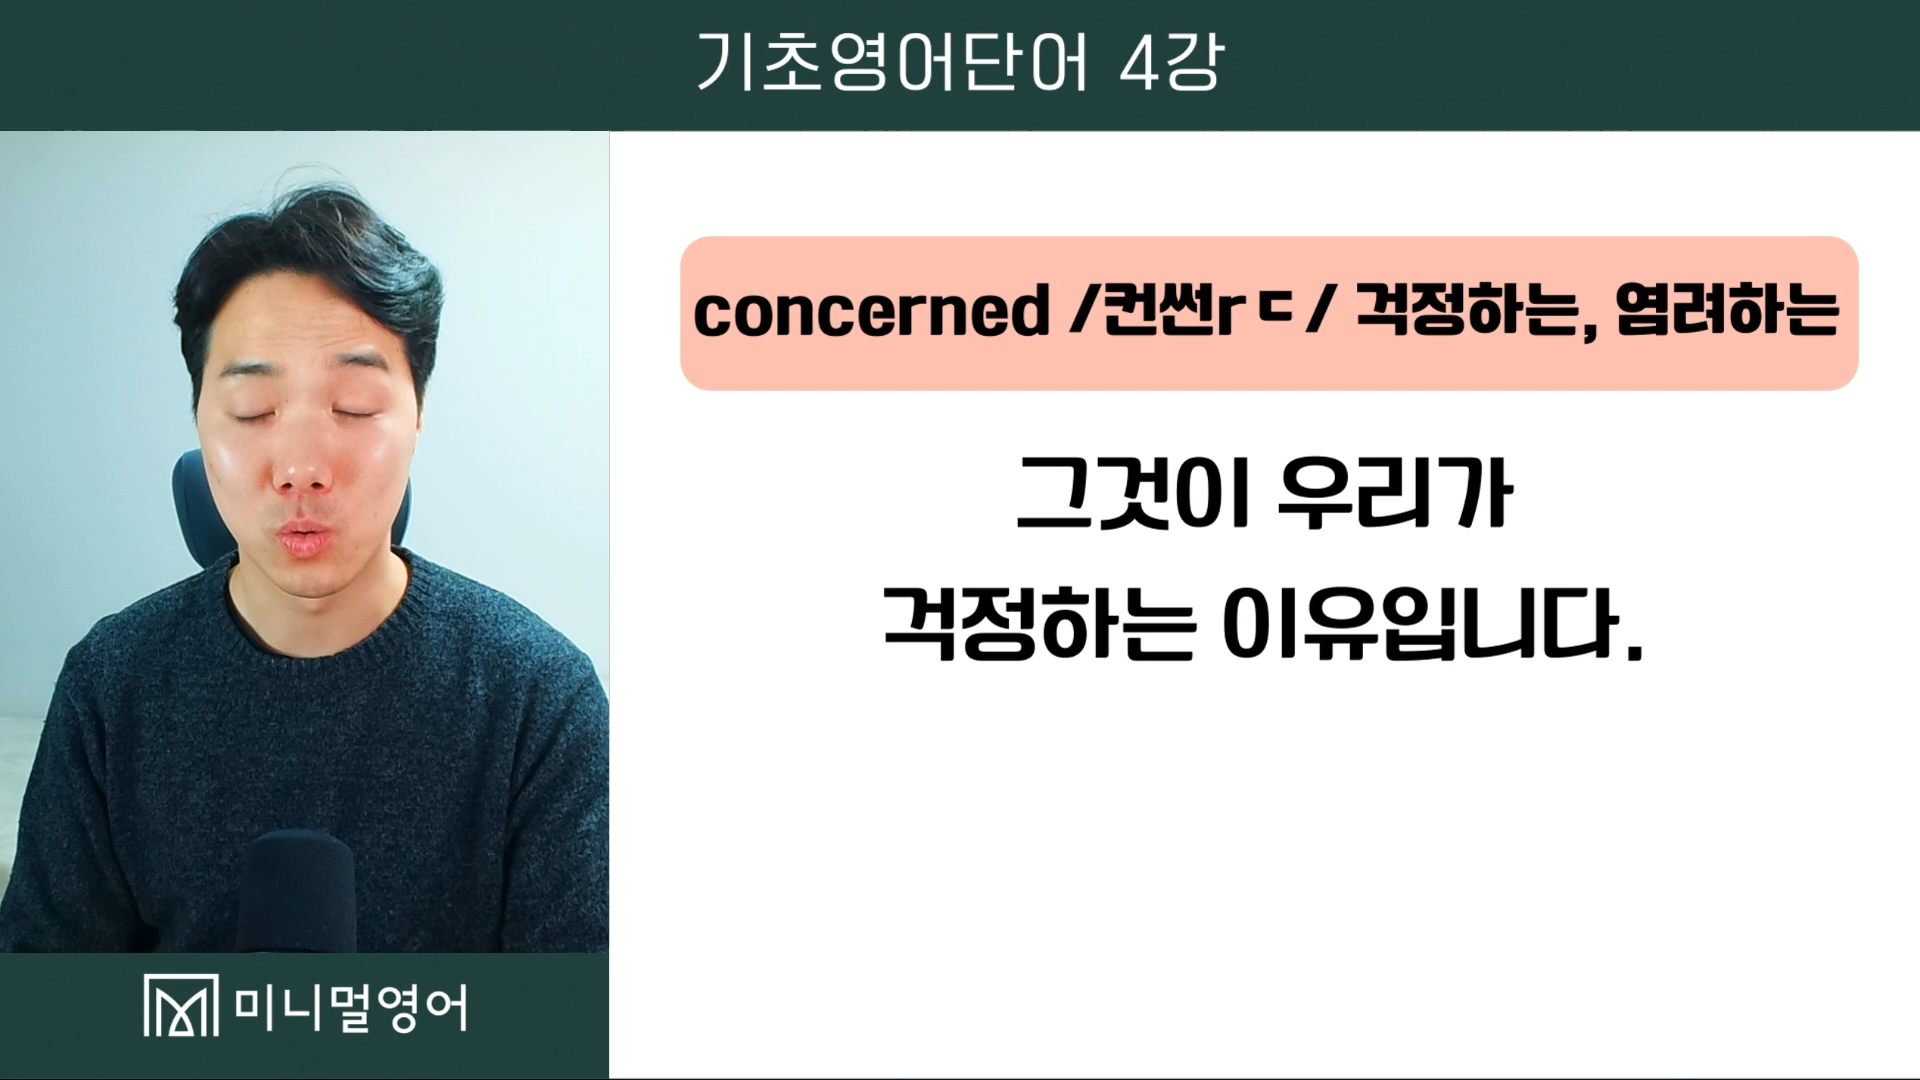 기초영어단어 4강
concerned /컨썬rㄷ/ 걱정하는, 염려하는
그것이 우리가
걱정하는 이유입니다.
미니멀영어